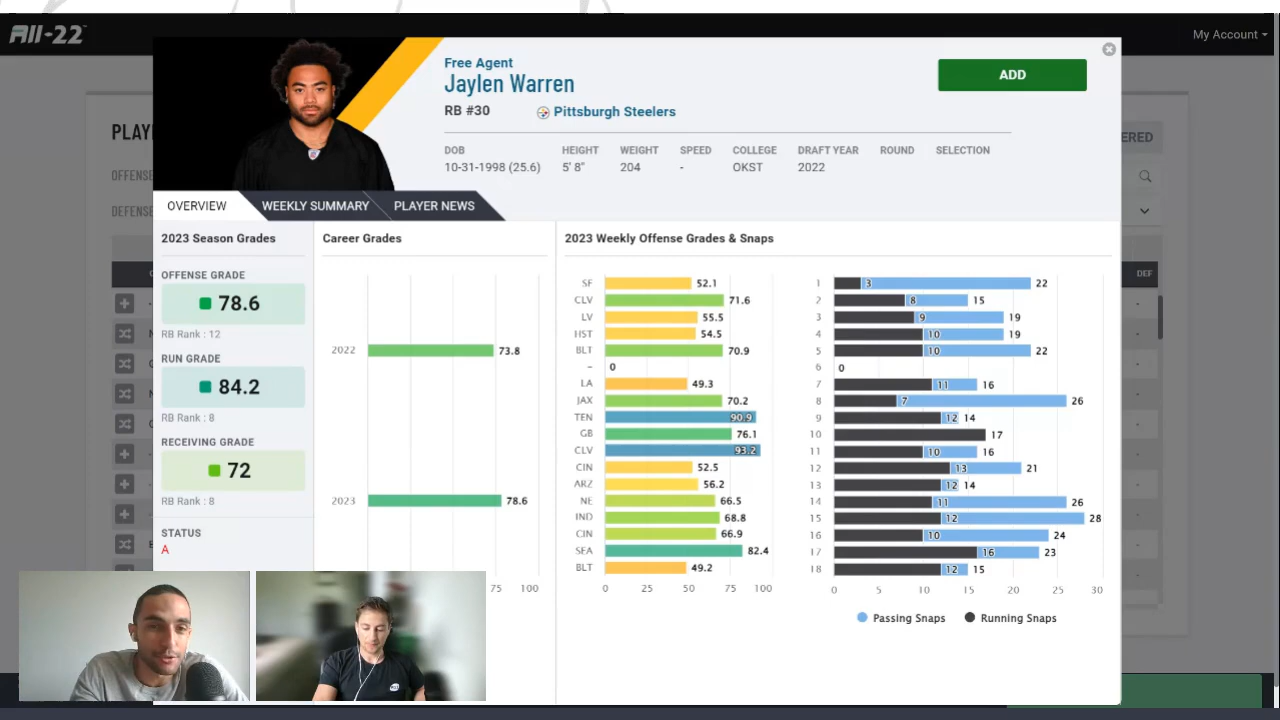 All-22
My Account
PLAY
OFFENSE
DEFENSE
ERED
DEF
Free Agent
Jaylen Warren
RB #30 Pittsburgh Steelers
ADD
DOB HEIGHT WEIGHT SPEED COLLEGE DRAFT YEAR ROUND SELECTION
10-31-1998 (25.6) 5' 8" 204 - OKST 2022
OVERVIEW WEEKLY SUMMARY PLAYER NEWS
2023 Season Grades
OFFENSE GRADE
78.6
RB Rank : 12
RUN GRADE
84.2
RB Rank : 8
RECEIVING GRADE
72
RB Rank : 8
STATUS
A
Career Grades
2022 73.8
2023 78.6
75 100
2023 Weekly Offense Grades & Snaps
SF 52.1 1 3 22
CLV 71.6 2 8 15
LV 55.5 3 9 19
HST 54.5 4 10 19
BLT 70.9 5 10 22
- 0 6 0
LA 49.3 7 11 16
JAX 70.2 8 7 26
TEN 90.9 9 12 14
GB 76.1 10 17
CLV 93.2 11 10 16
CIN 52.5 12 13 21
ARZ 56.2 13 12 14
NE 66.5 14 11 26
IND 68.8 15 12 28
CIN 66.9 16 10 24
SEA 82.4 17 16 23
BLT 49.2 18 12 15
0 25 50 75 100 0 5 10 15 20 25 30
Passing Snaps Running Snaps